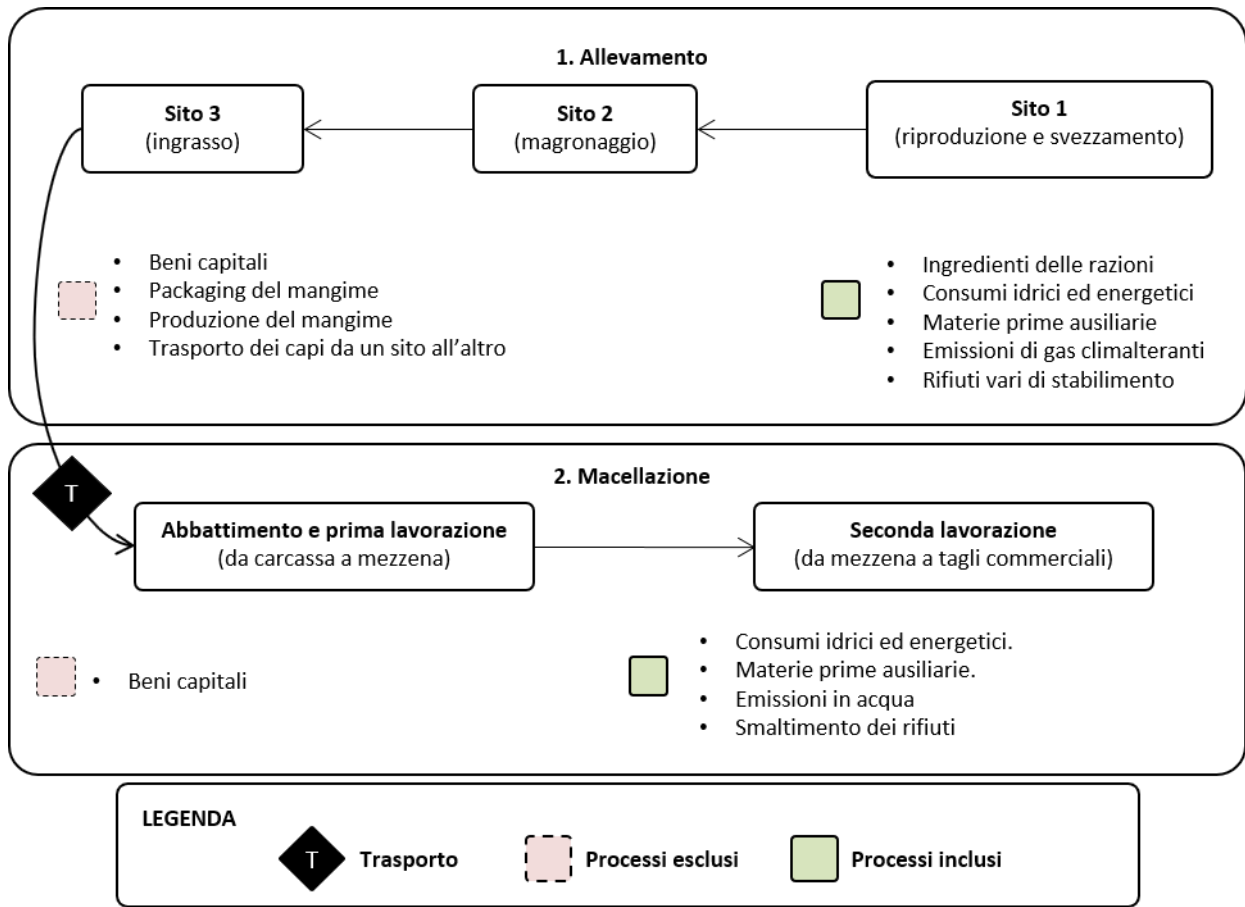 1. Allevamento
Sito 3
(ingrasso)
Sito 2
(magronaggio)
Sito 1
(riproduzione e svezzamento)
• Beni capitali
• Packaging del mangime
• Produzione del mangime
• Trasporto dei capi da un sito all'altro
• Ingredienti delle razioni
• Consumi idrici ed energetici
• Materie prime ausiliarie
• Emissioni di gas climalteranti
• Rifiuti vari di stabilimento
2. Macellazione
T
Abbattimento e prima lavorazione
(da carcassa a mezzena)
Seconda lavorazione
(da mezzena a tagli commerciali)
• Beni capitali
• Consumi idrici ed energetici.
• Materie prime ausiliarie.
• Emissioni in acqua
• Smaltimento dei rifiuti
LEGENDA
T Trasporto
Processi esclusi
Processi inclusi